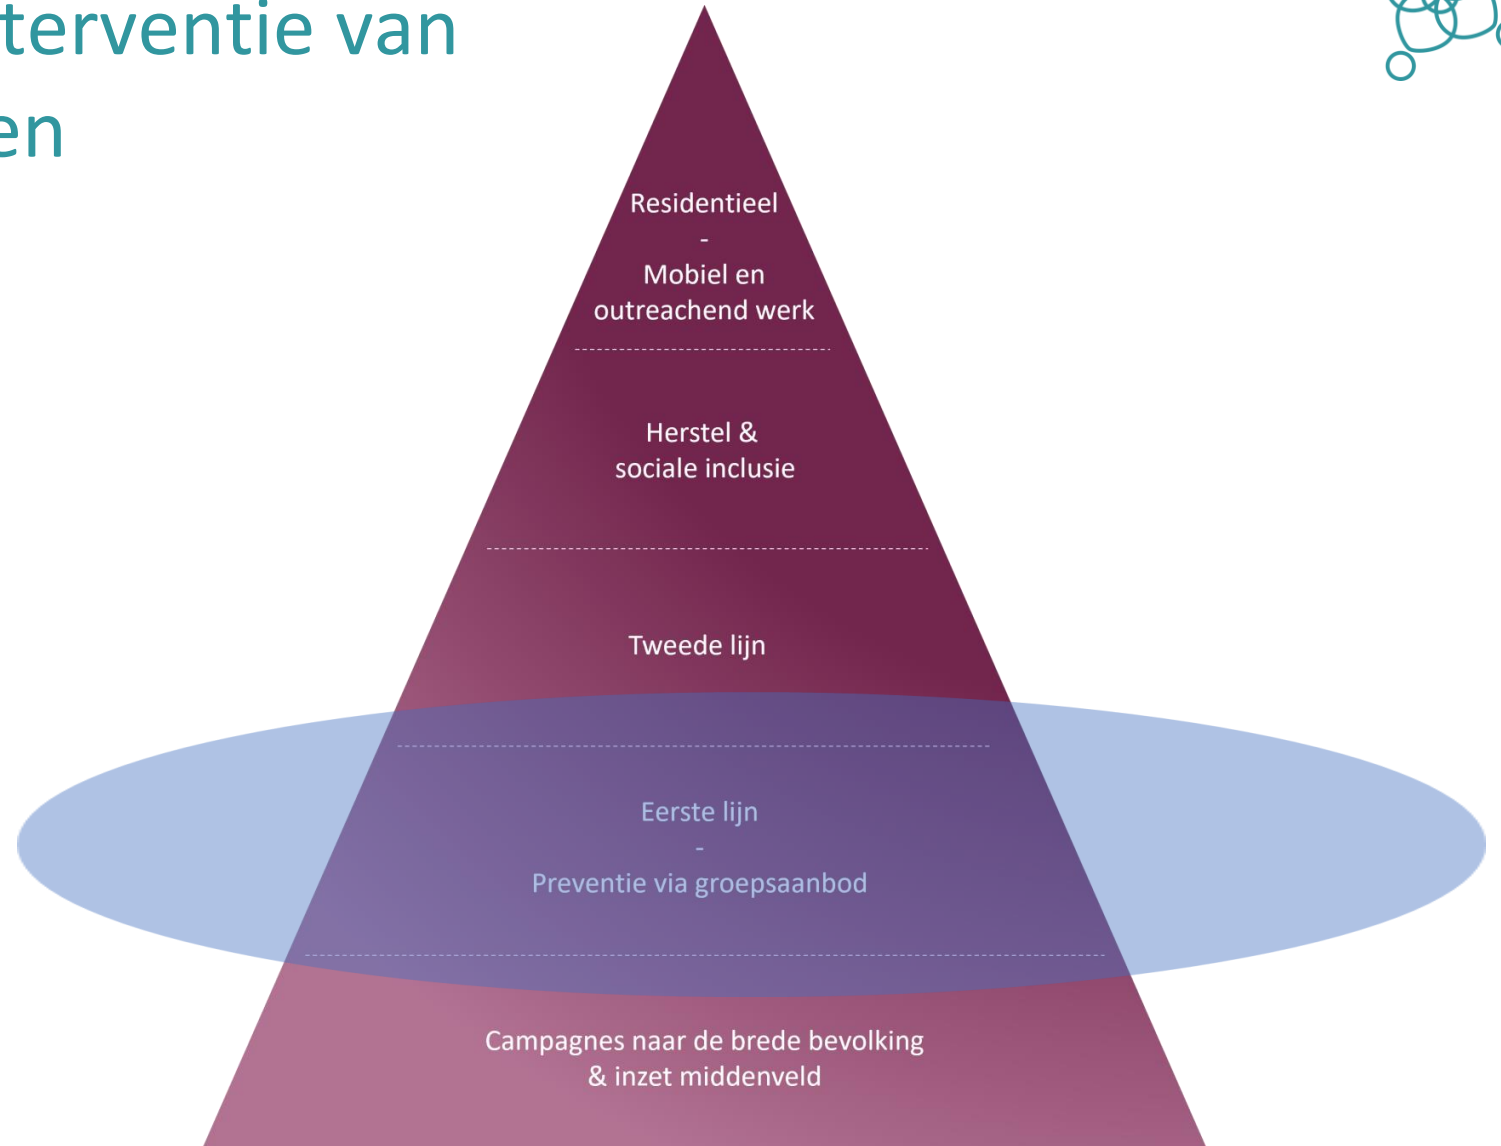 terventie van
en
Residentieel
-
Mobiel en
outreachend werk
Herstel &
sociale inclusie
Tweede lijn
Eerste lijn
-
Preventie via groepsaanbod
Campagnes naar de brede bevolking
& inzet middenveld